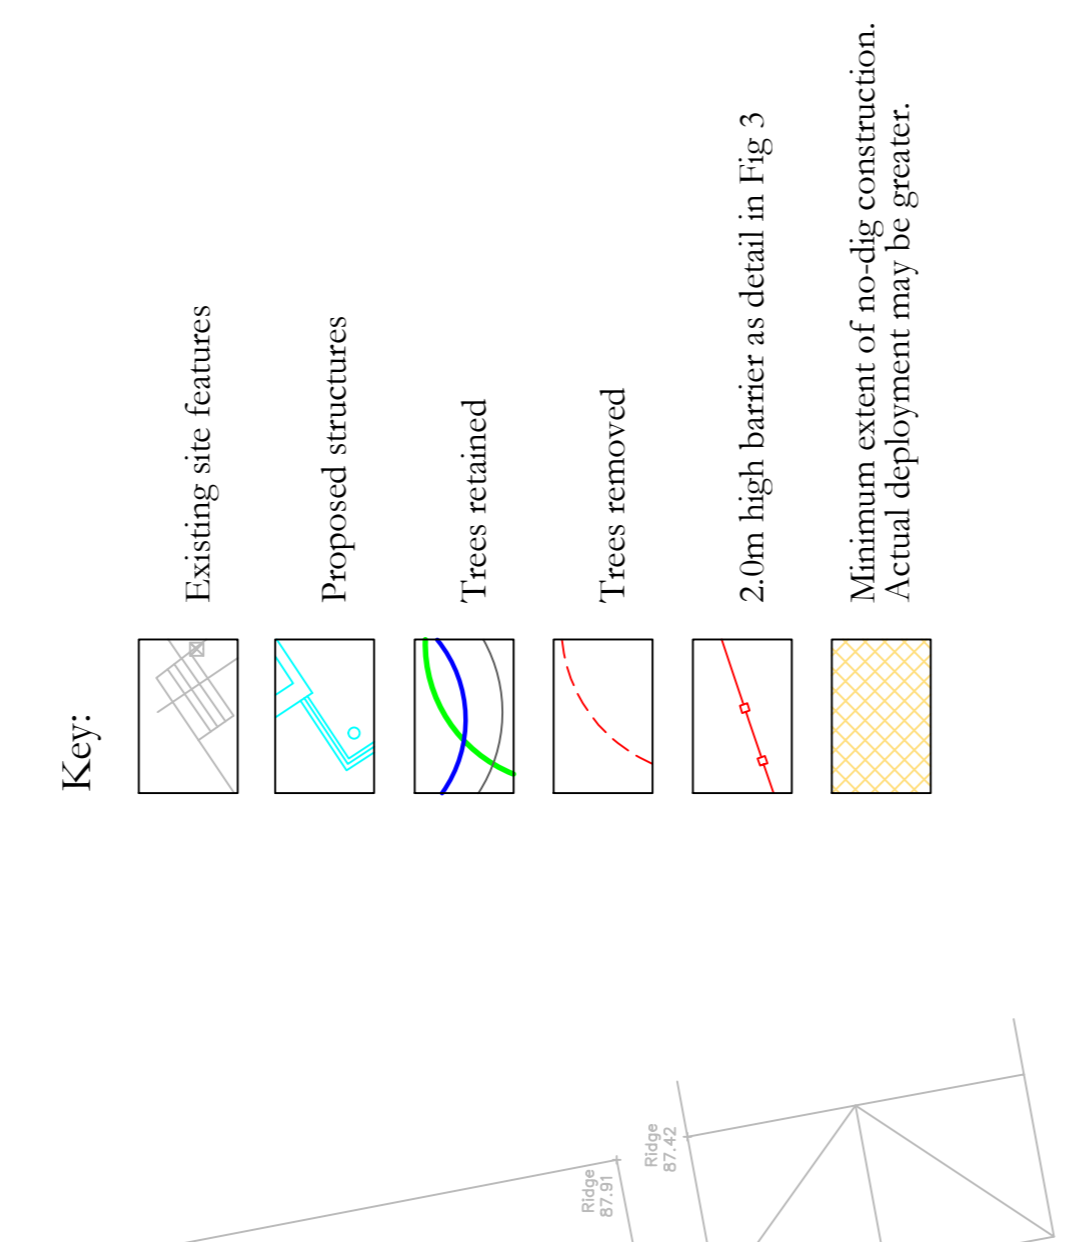 Key:
Existing site features
Proposed structures
Trees retained
Trees removed
2.0m high barrier as detail in Fig 3
Minimum extent of no-dig construction.
Actual deployment may be greater.
Ridge
87.91
Ridge
87.42